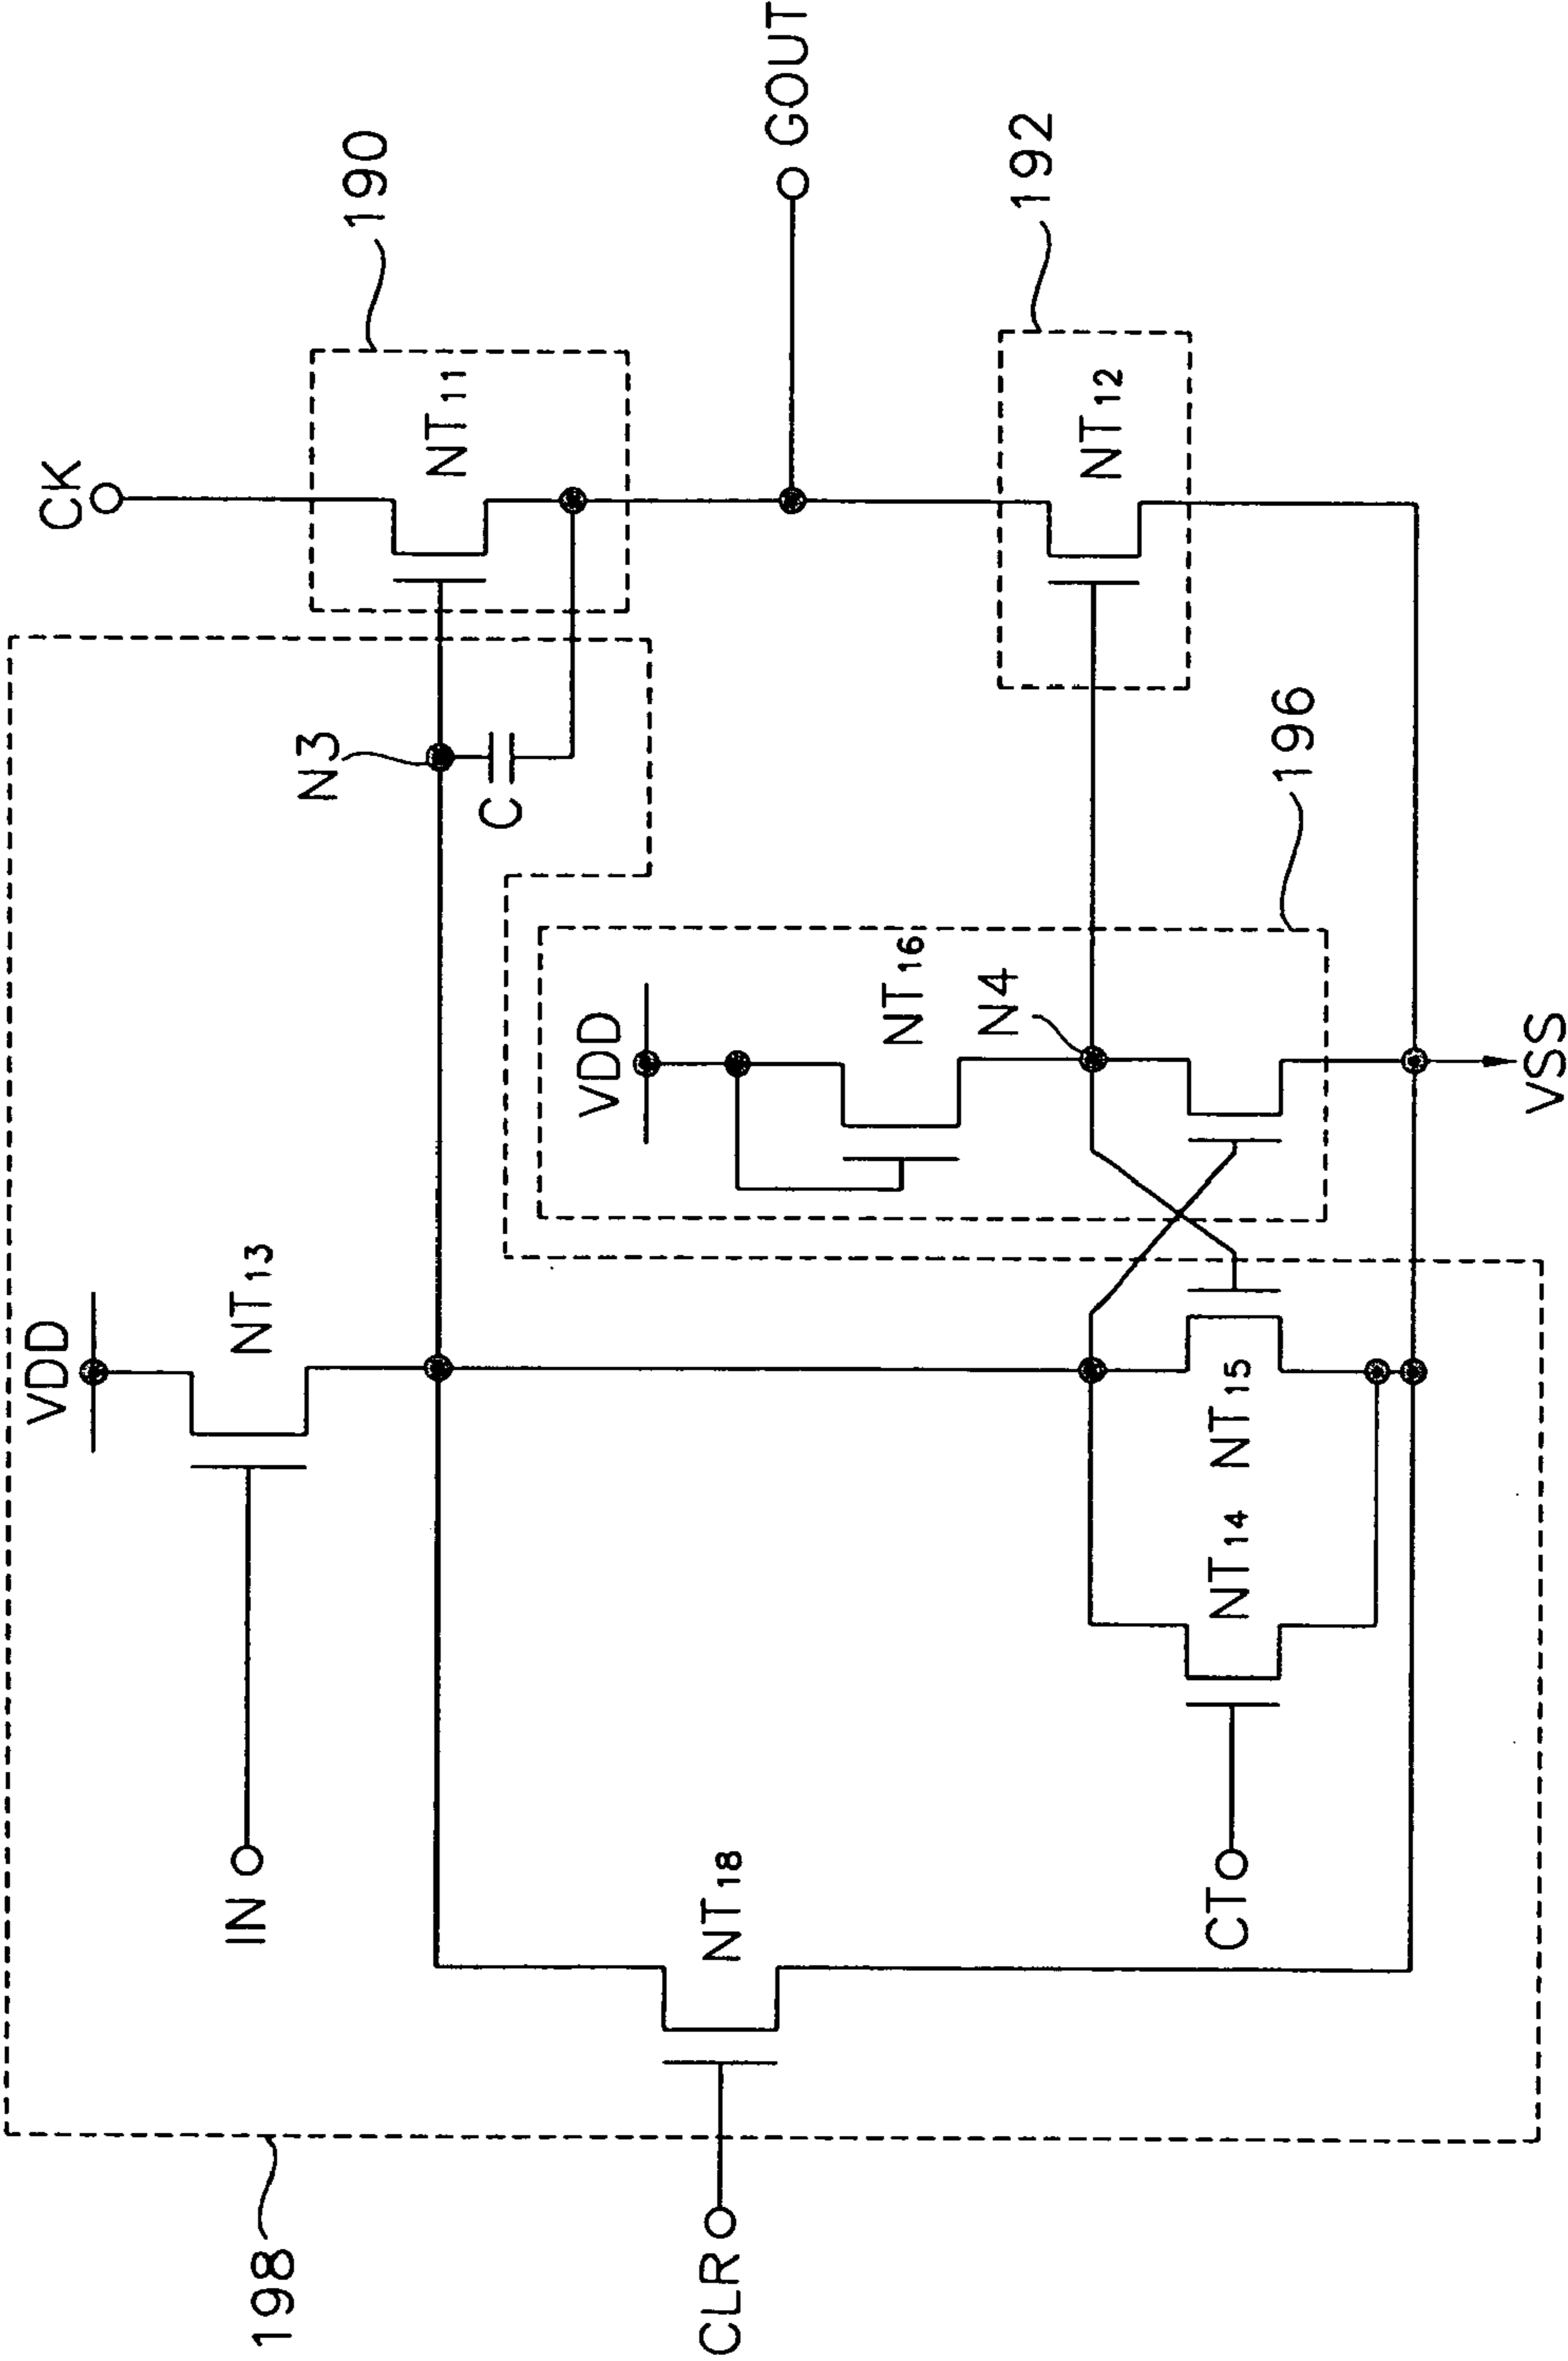 CK
190
NT11
GOUT
192
NT12
N3
C
196
VDD
NT16
N4
VSS
VDD
NT13
NT15
NT14
IN
NT18
CT
CLR
198